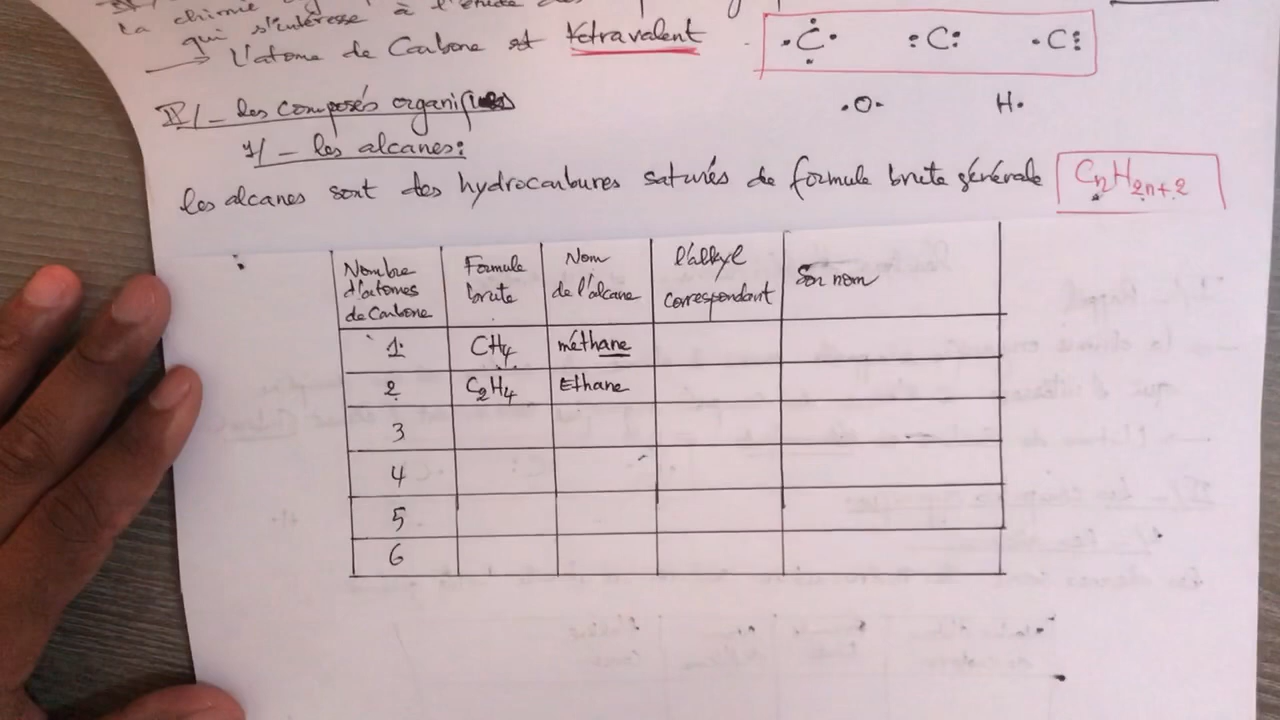 la chimie
qui s'intéresse à l'étude des
→ L'atome de Carbone est tétravalent
·C· :C: ·C:
·O· H·
II/- les composés organiques
1/- les alcanes:
les alcanes sont des hydrocarbures saturés de formule brute générale CnH2n+2
Nombre d'atomes de Carbone | Formule brute | Nom de l'alcane | l'alkyl correspondant | Son nom
1 | CH4 | méthane
2 | C2H4 | Ethane
3
4
5
6